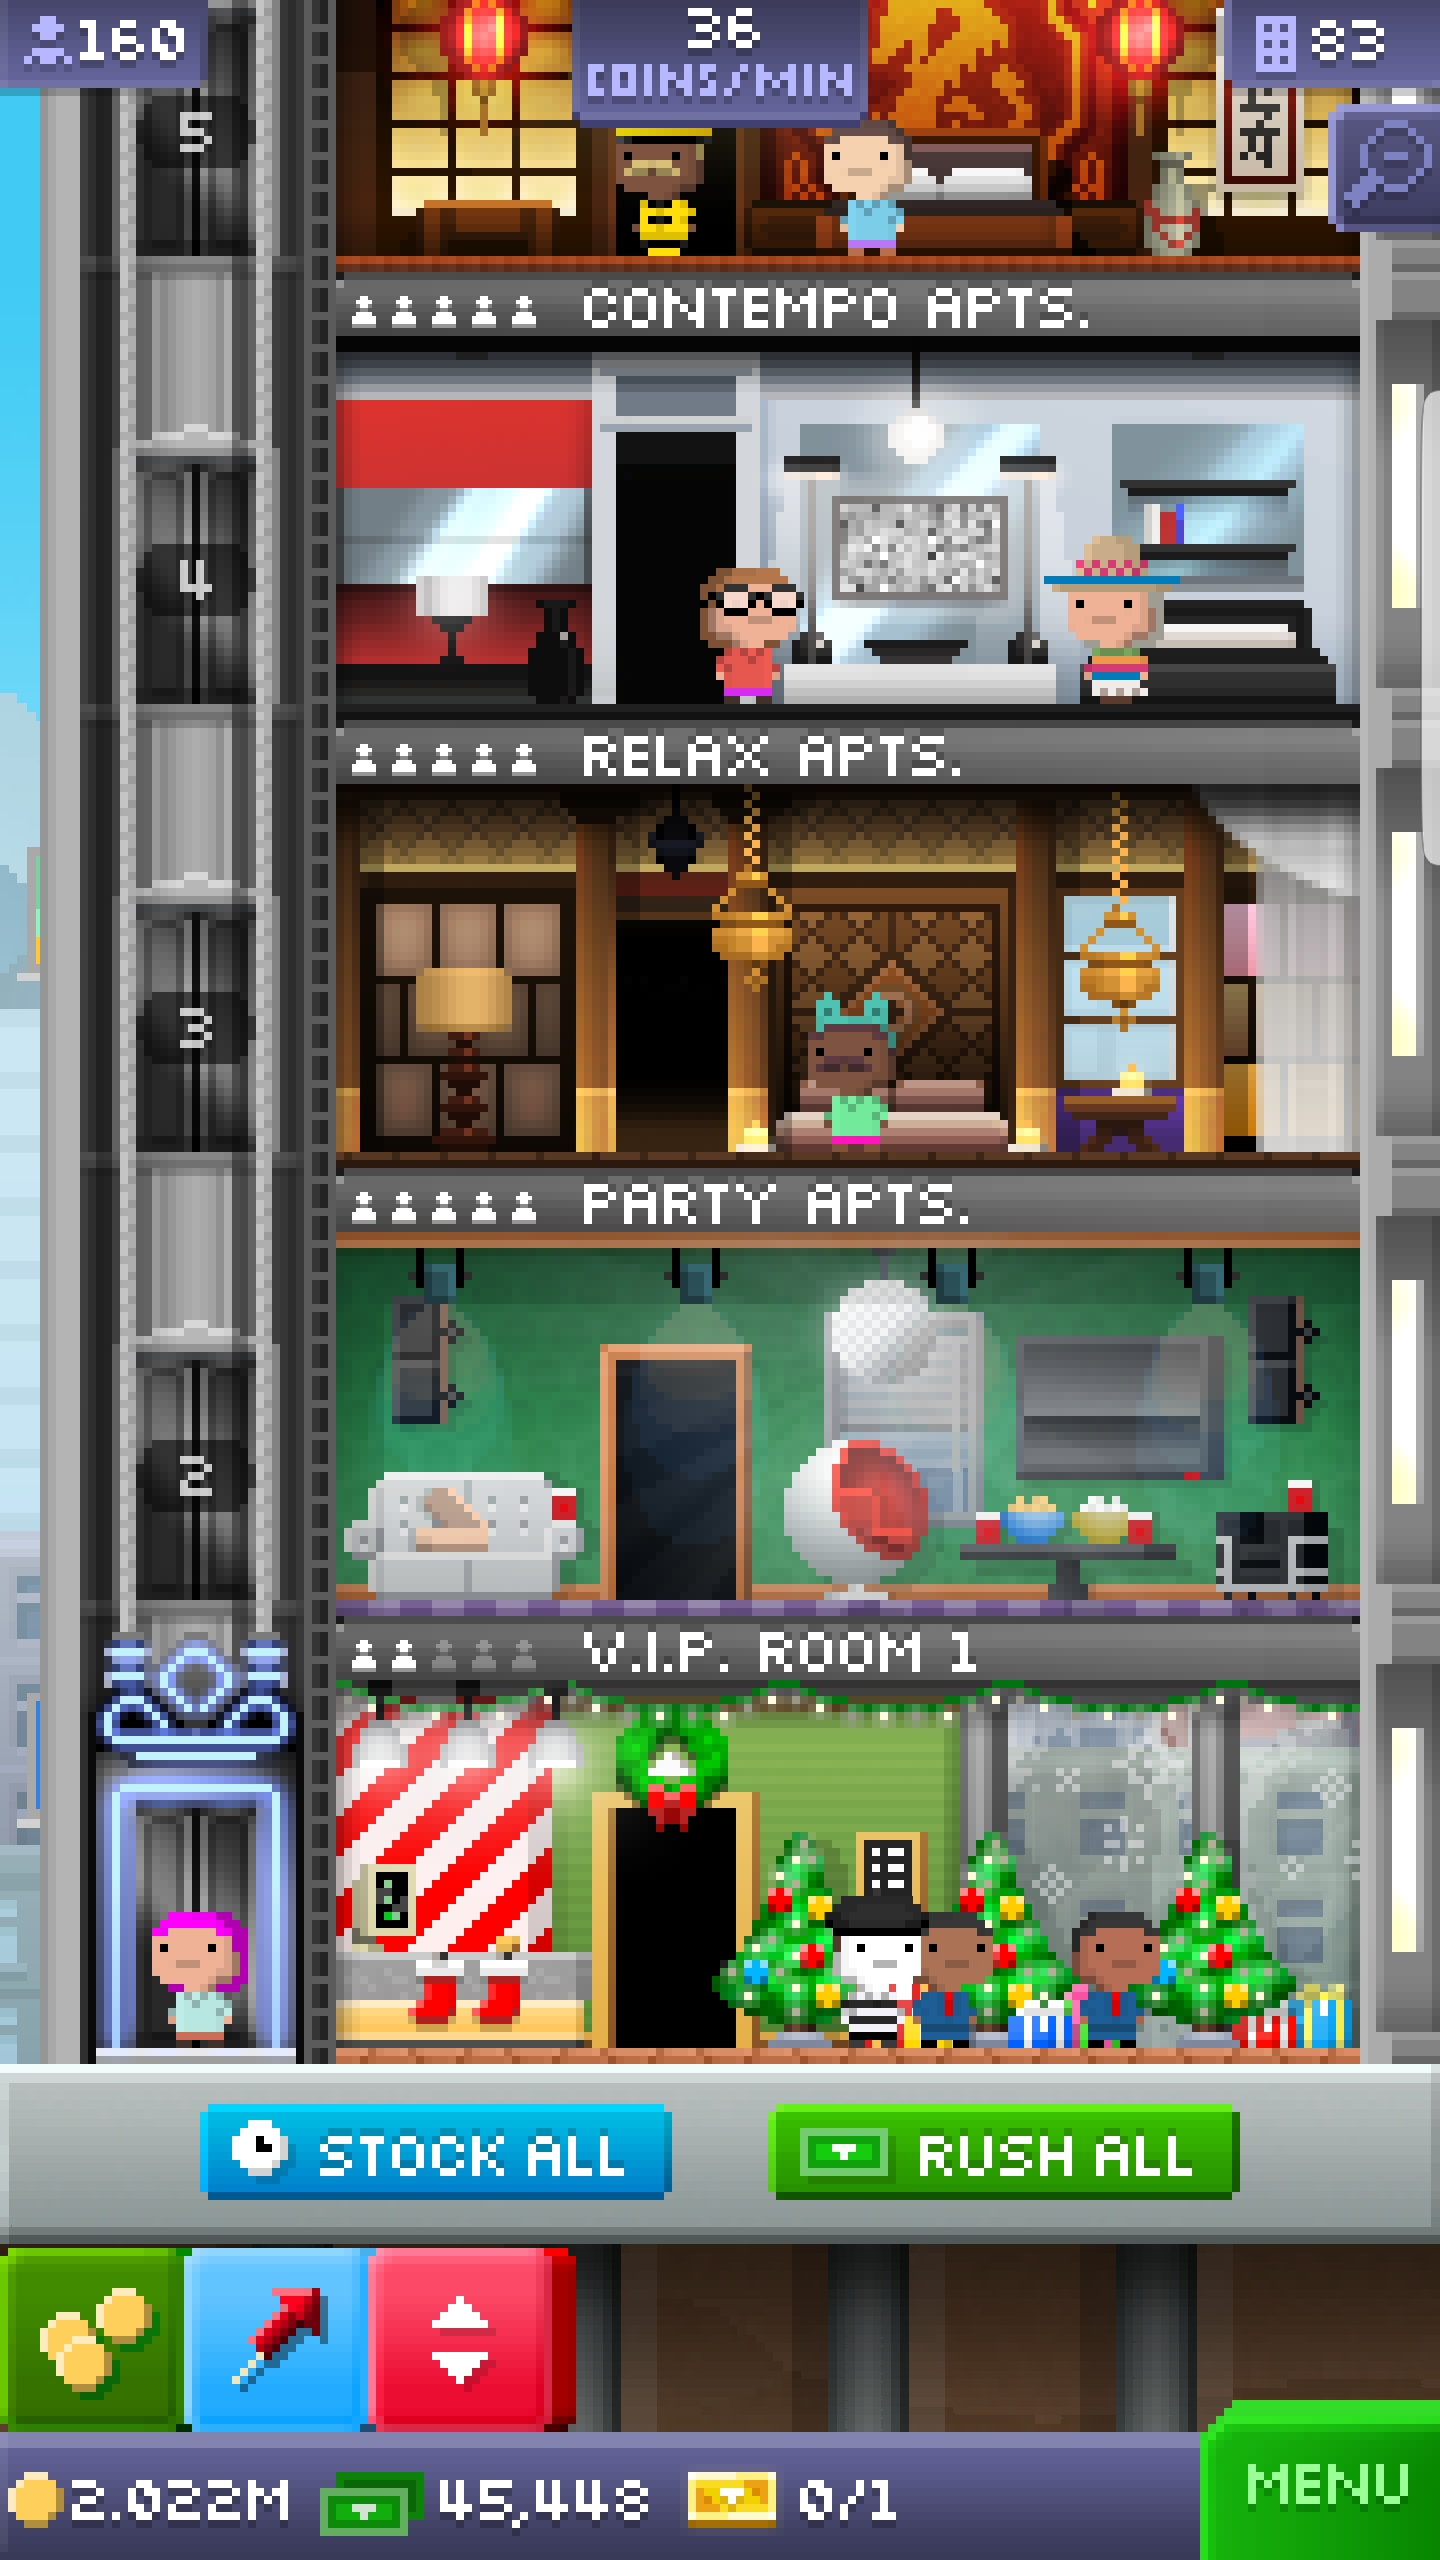 160
36
COINS/MIN
83
5
CONTEMPO APTS.
4
RELAX APTS.
3
PARTY APTS.
2
V.I.P. ROOM 1
STOCK ALL
RUSH ALL
2.022M
45,448
0/1
MENU